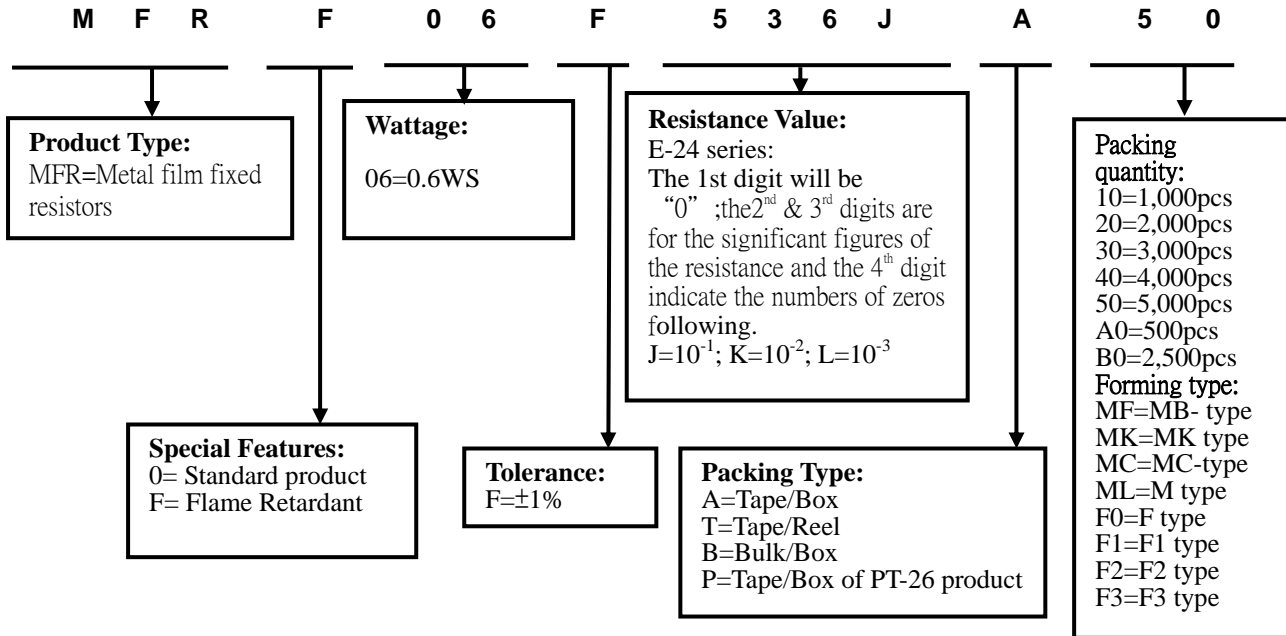 M F R F 0 6 F 5 3 6 J A 5 0
Product Type:
MFR=Metal film fixed
resistors
Wattage:
06=0.6WS
Resistance Value:
E-24 series:
The 1st digit will be
“0” ;the2nd & 3rd digits are
for the significant figures of
the resistance and the 4th digit
indicate the numbers of zeros
following.
J=10-1; K=10-2; L=10-3
Packing
quantity:
10=1,000pcs
20=2,000pcs
30=3,000pcs
40=4,000pcs
50=5,000pcs
A0=500pcs
B0=2,500pcs
Forming type:
MF=MB- type
MK=MK type
MC=MC-type
ML=M type
F0=F type
F1=F1 type
F2=F2 type
F3=F3 type
Special Features:
0= Standard product
F= Flame Retardant
Tolerance:
F=±1%
Packing Type:
A=Tape/Box
T=Tape/Reel
B=Bulk/Box
P=Tape/Box of PT-26 product